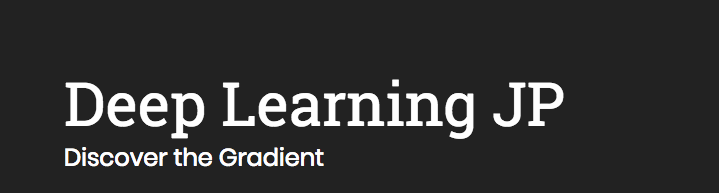 Deep Learning JP
Discover the Gradient